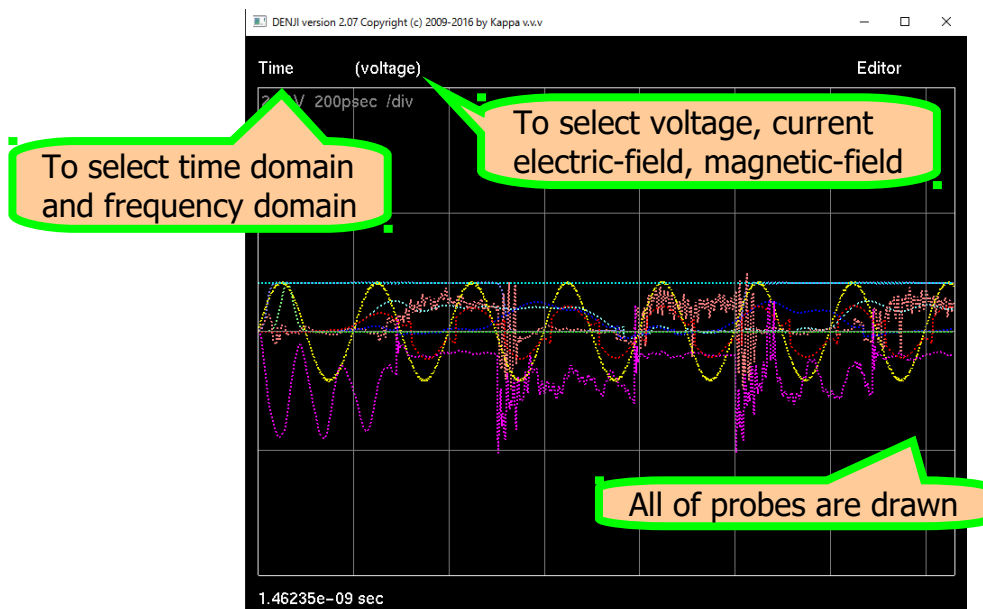 DENJI version 2.07 Copyright (c) 2009-2016 by Kappa v.v.v
Time (voltage) Editor
200psec /div
To select voltage, current
electric-field, magnetic-field
To select time domain
and frequency domain
All of probes are drawn
1.46235e-09 sec